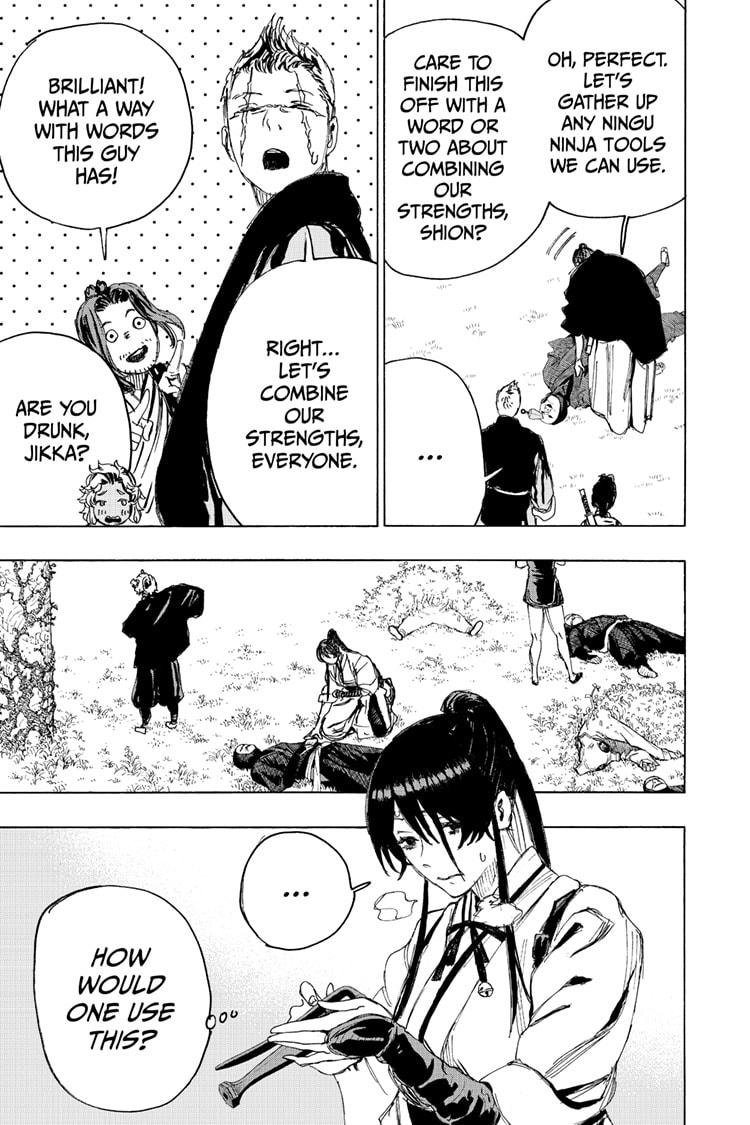 OH, PERFECT.
LET'S
GATHER UP
ANY NINGU
NINJA TOOLS
WE CAN USE.
CARE TO
FINISH THIS
OFF WITH A
WORD OR
TWO ABOUT
COMBINING
OUR
STRENGTHS,
SHION?
...
RIGHT...
LET'S
COMBINE
OUR
STRENGTHS,
EVERYONE.
BRILLIANT!
WHAT A WAY
WITH WORDS
THIS GUY
HAS!
ARE YOU
DRUNK,
JIKKA?
...
HOW
WOULD
ONE USE
THIS?